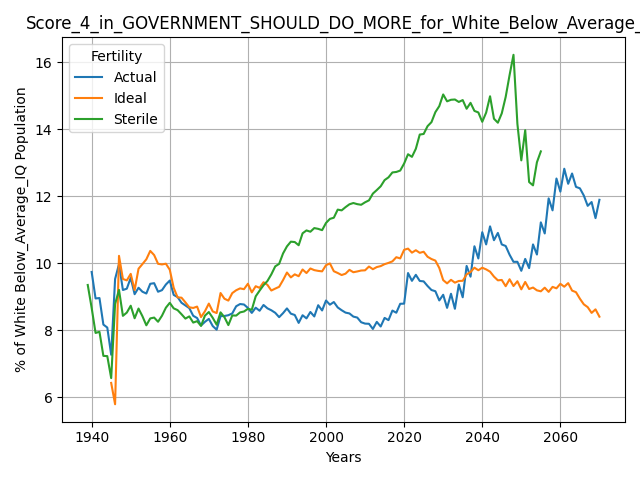 Score_4_in_GOVERNMENT_SHOULD_DO_MORE_for_White_Below_Average_
Fertility
Actual
Ideal
Sterile
% of White Below_Average_IQ Population
16
14
12
10
8
6
1940
1960
1980
2000
2020
2040
2060
Years